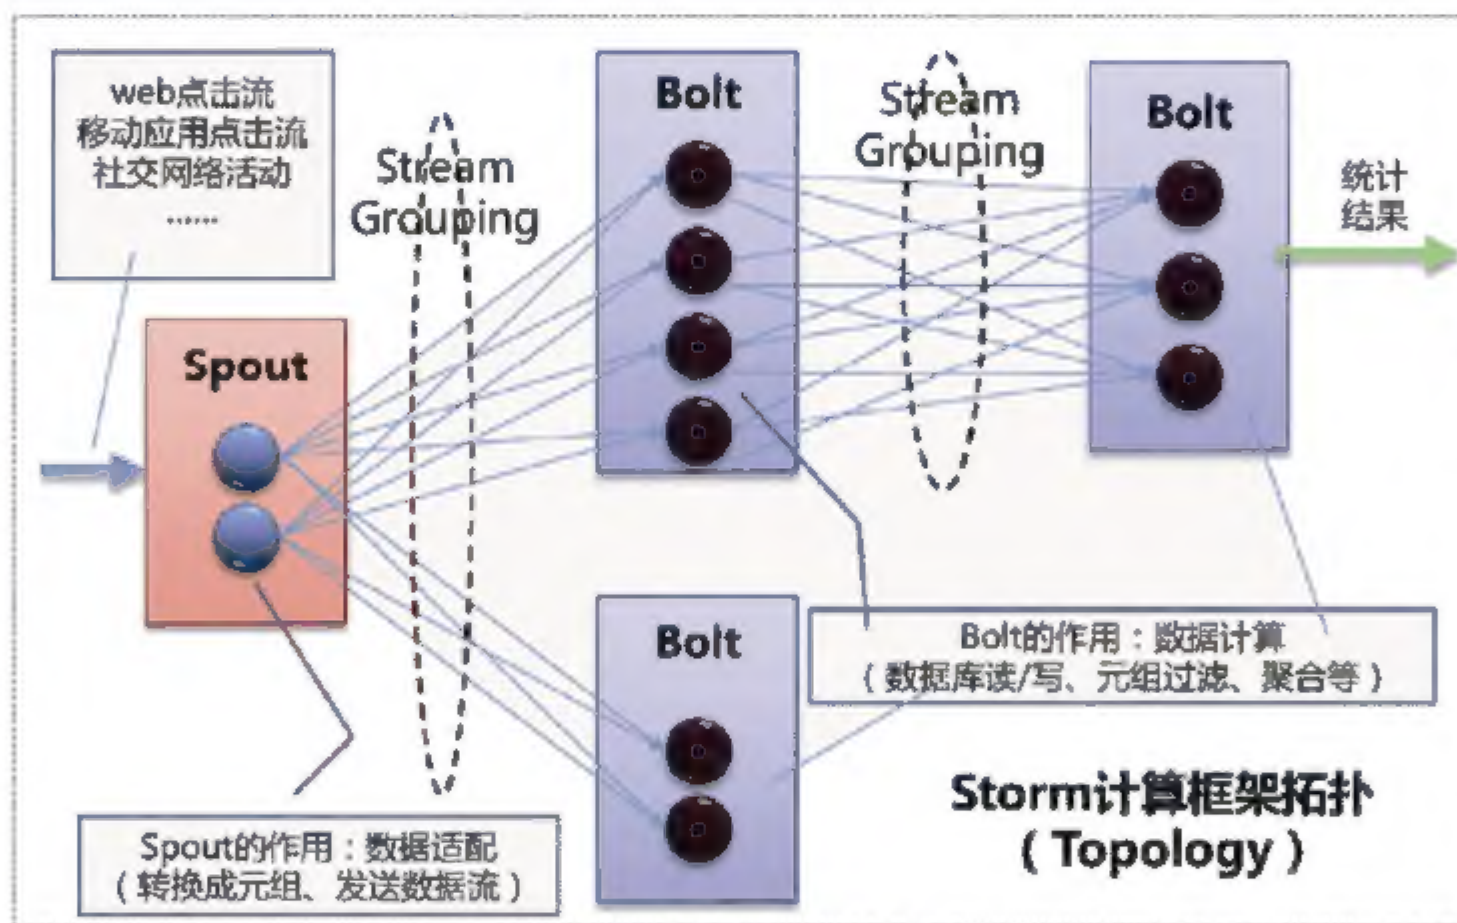 web点击流
移动应用点击流
社交网络活动
......
Stream
Grouping
Bolt
Stream
Grouping
Bolt
统计
结果
Spout
Bolt
Bolt的作用：数据计算
（数据库读/写、元组过滤、聚合等）
Spout的作用：数据适配
（转换成元组、发送数据流）
Storm计算框架拓扑
（Topology）